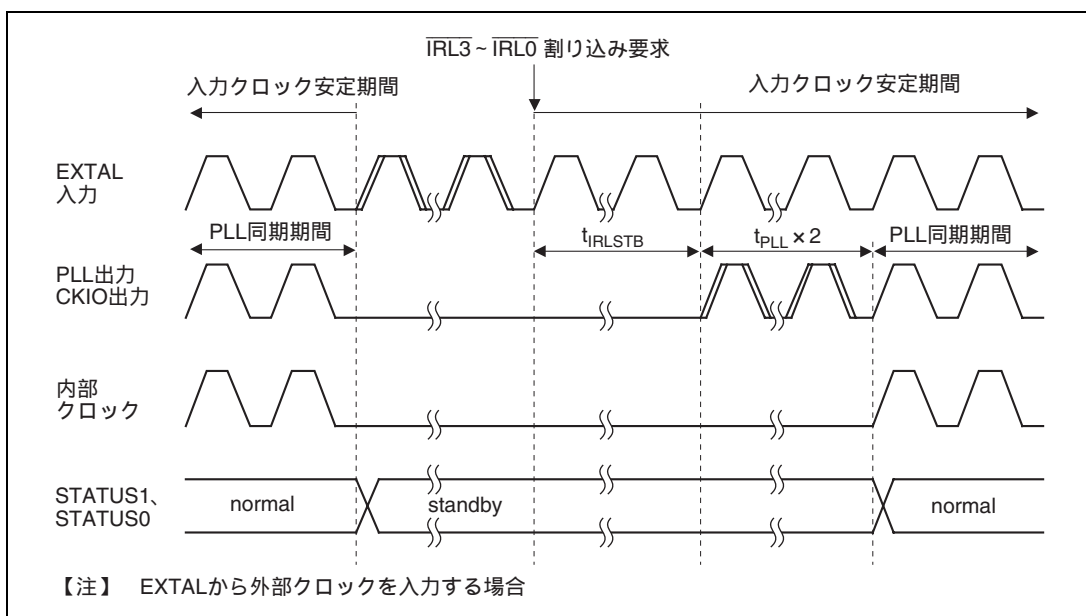 IRL3 ~ IRL0 割り込み要求
入力クロック安定期間
入力クロック安定期間
EXTAL
入力
PLL同期期間
tIRLSTB
tPLL × 2
PLL同期期間
PLL出力
CKIO出力
内部
クロック
STATUS1、
STATUS0
normal
standby
normal
【注】 EXTALから外部クロックを入力する場合